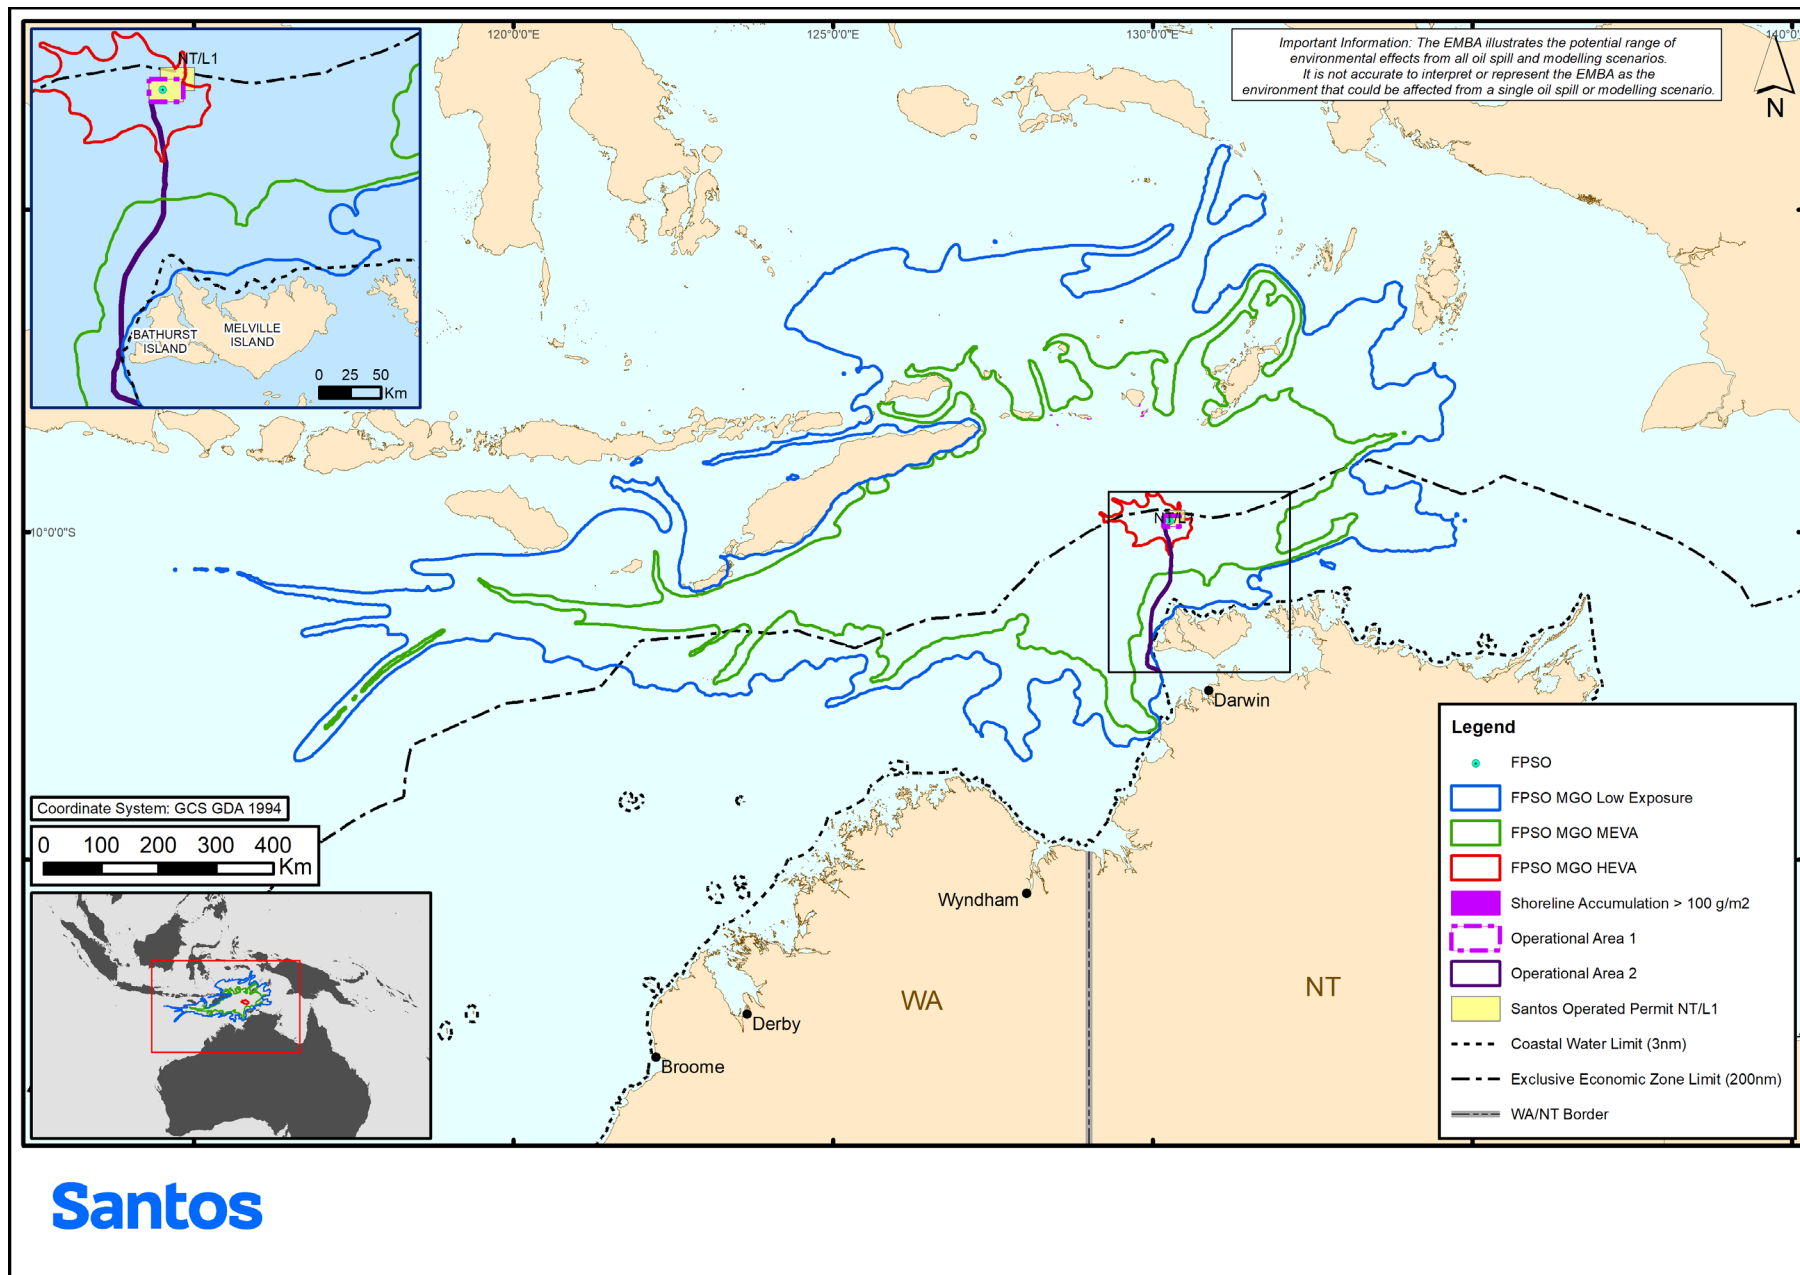 120°0'0"E
125°0'0"E
130°0'0"E
Important Information: The EMBA illustrates the potential range of
environmental effects from all oil spill and modelling scenarios.
It is not accurate to interpret or represent the EMBA as the
environment that could be affected from a single oil spill or modelling scenario.
N
NT/L1
BATHURST
ISLAND
MELVILLE
ISLAND
0 25 50
Km
10°0'0"S
Darwin
Wyndham
Derby
Broome
WA
NT
Coordinate System: GCS GDA 1994
0 100 200 300 400
Km
Legend
FPSO
FPSO MGO Low Exposure
FPSO MGO MEVA
FPSO MGO HEVA
Shoreline Accumulation > 100 g/m2
Operational Area 1
Operational Area 2
Santos Operated Permit NT/L1
Coastal Water Limit (3nm)
Exclusive Economic Zone Limit (200nm)
WA/NT Border
Santos